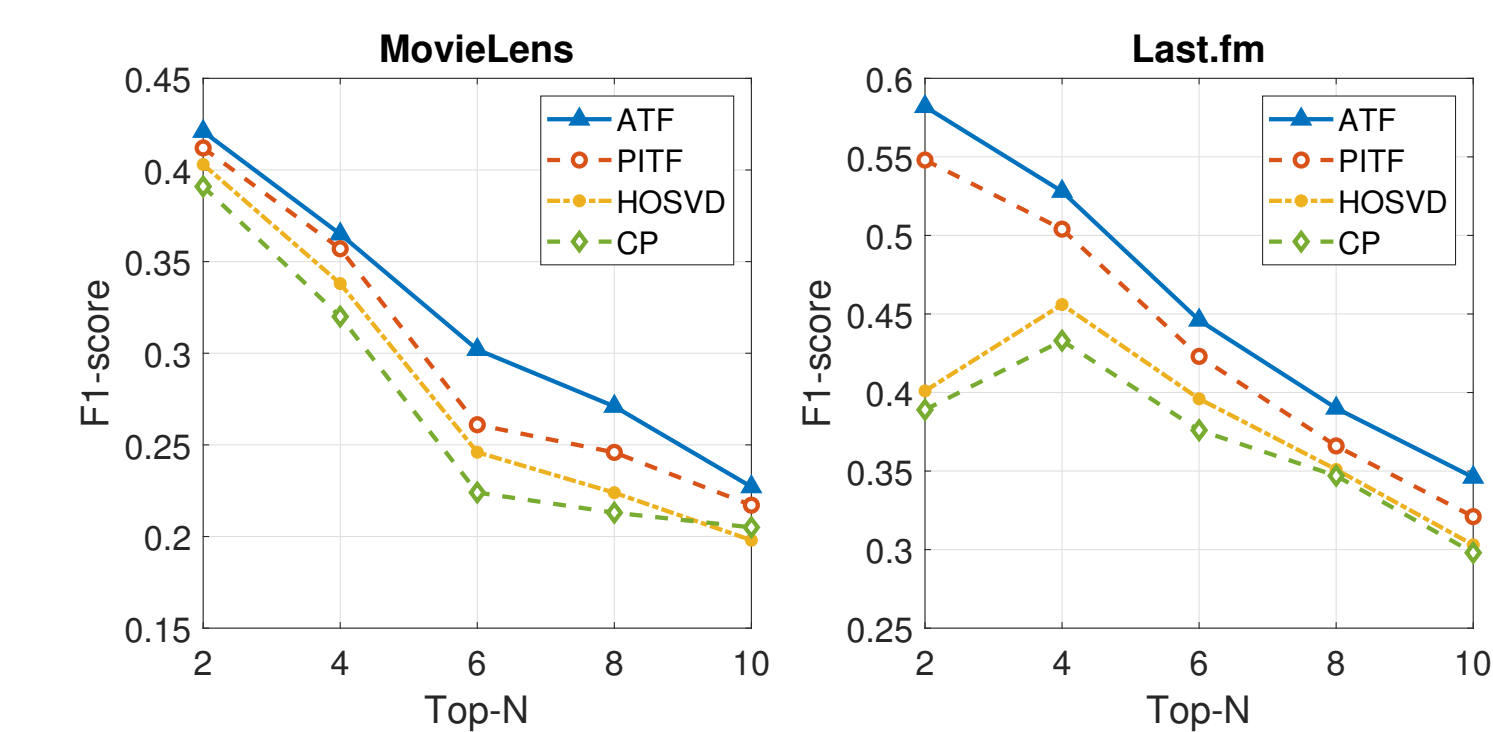 MovieLens
0.45
0.4
0.35
0.3
0.25
0.2
0.15
F1-score
2 4 6 8 10
Top-N
ATF
PITF
HOSVD
CP
Last.fm
0.6
0.55
0.5
0.45
0.4
0.35
0.3
0.25
F1-score
2 4 6 8 10
Top-N
ATF
PITF
HOSVD
CP